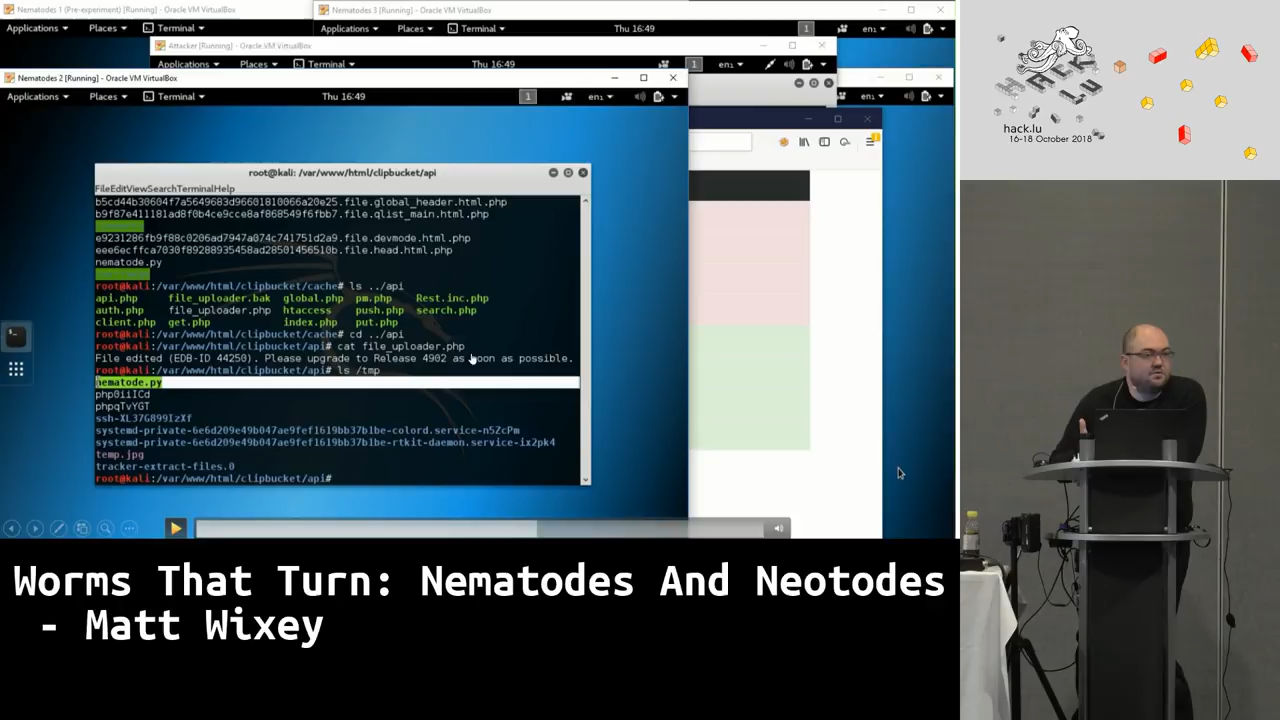 Nematodes 1 (Pre-experiment) [Running] - Oracle VM VirtualBox
Nematodes 3 [Running] - Oracle VM VirtualBox
Applications Places Terminal
Applications Places Terminal Thu 16:49 1 en1
Attacker [Running] - Oracle VM VirtualBox
Applications Places Terminal Thu 16:49 1 en1
Nematodes 2 [Running] - Oracle VM VirtualBox
Applications Places Terminal Thu 16:49 1 en1
en1
root@kali: /var/www/html/clipbucket/api
File Edit View Search Terminal Help
b5cd44b30604f7a5649683d96601810066a20e25.file.global_header.html.php
b9f87e411181ad8f0b4ce9cce8af868549f6fbb7.file.qlist_main.html.php
e9231286fb9f88c0206ad7947a074c741751d2a9.file.devmode.html.php
eee6ecffca7030f89288935458ad28501456510b.file.head.html.php
nematode.py
root@kali:/var/www/html/clipbucket/cache# ls ../api
api.php file_uploader.bak global.php pm.php Rest.inc.php
auth.php file_uploader.php htaccess push.php search.php
client.php get.php index.php put.php
root@kali:/var/www/html/clipbucket/cache# cd ../api
root@kali:/var/www/html/clipbucket/api# cat file_uploader.php
File edited (EDB-ID 44250). Please upgrade to Release 4902 as soon as possible.
root@kali:/var/www/html/clipbucket/api# ls /tmp
nematode.py
php0iiICd
phpqTvYGT
ssh-XL37G899IzXf
systemd-private-6e6d209e49b047ae9fef1619bb37b1be-colord.service-n5ZcPm
systemd-private-6e6d209e49b047ae9fef1619bb37b1be-rtkit-daemon.service-ix2pk4
temp.jpg
tracker-extract-files.0
root@kali:/var/www/html/clipbucket/api#
hack.lu
16-18 October 2018
Worms That Turn: Nematodes And Neotodes
- Matt Wixey